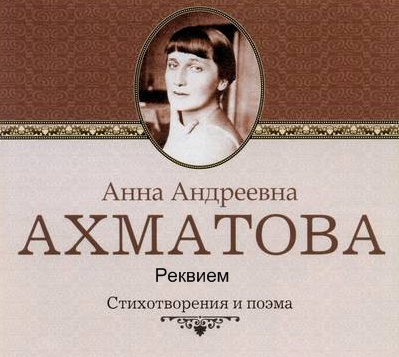 Анна Андреевна
АХМАТОВА
Реквием
Стихотворения и поэма